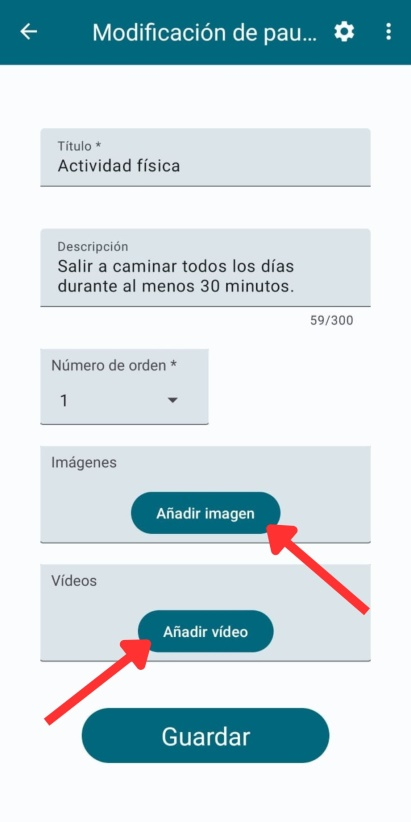 Modificación de pau...
Título *
Actividad física
Descripción
Salir a caminar todos los días
durante al menos 30 minutos.
59/300
Número de orden *
1
Imágenes
Añadir imagen
Vídeos
Añadir vídeo
Guardar